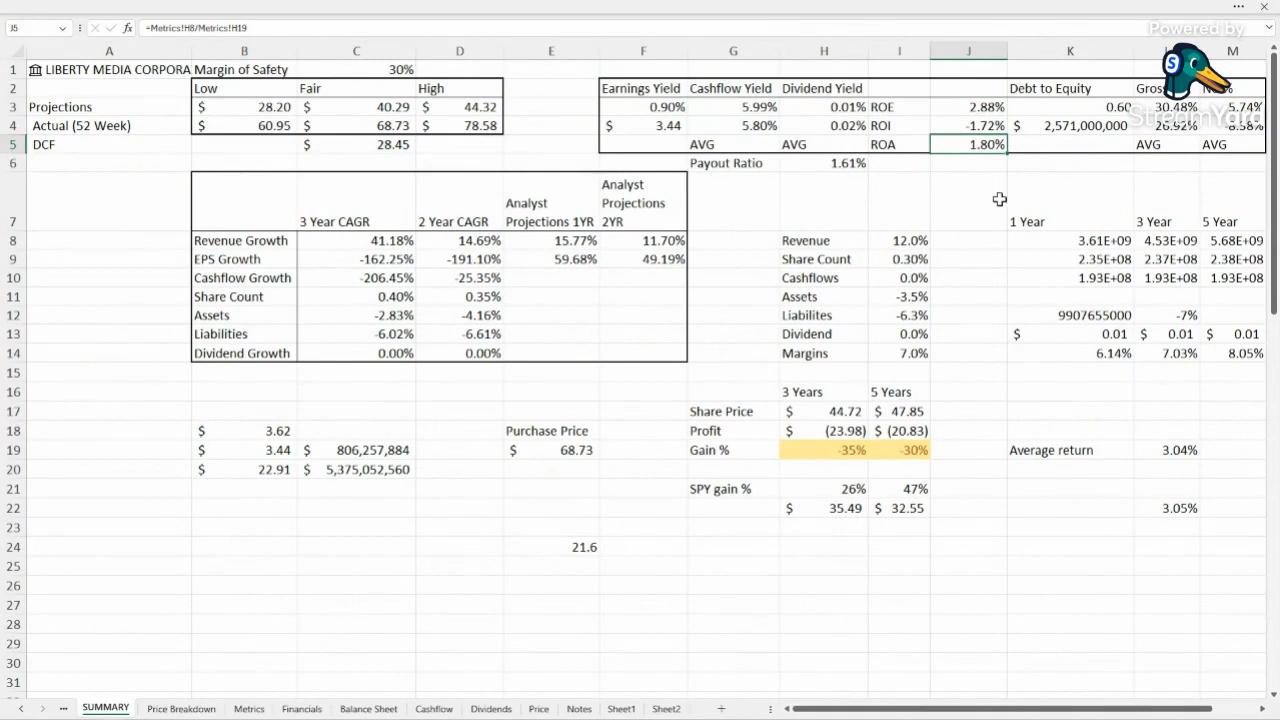 J5 fx =Metrics!H8/Metrics!H19
Powered by
StreamYard
A B C D E F G H I J K M
1 LIBERTY MEDIA CORPORA Margin of Safety 30%
2 Low Fair High Earnings Yield Cashflow Yield Dividend Yield Debt to Equity
3 Projections $ 28.20 $ 40.29 $ 44.32 0.90% 5.99% 0.01% ROE 2.88% 0.60 30.48% 5.74%
4 Actual (52 Week) $ 60.95 $ 68.73 $ 78.58 $ 3.44 5.80% 0.02% ROI -1.72% $ 2,571,000,000
5 DCF $ 28.45 AVG AVG ROA 1.80% AVG AVG
6 Payout Ratio 1.61%
7 3 Year CAGR 2 Year CAGR Analyst Projections 1YR Analyst Projections 2YR 1 Year 3 Year 5 Year
8 Revenue Growth 41.18% 14.69% 15.77% 11.70% Revenue 12.0% 3.61E+09 4.53E+09 5.68E+09
9 EPS Growth -162.25% -191.10% 59.68% 49.19% Share Count 0.30% 2.35E+08 2.37E+08 2.38E+08
10 Cashflow Growth -206.45% -25.35% Cashflows 0.0% 1.93E+08 1.93E+08 1.93E+08
11 Share Count 0.40% 0.35% Assets -3.5%
12 Assets -2.83% -4.16% Liabilites -6.3% 9907655000 -7%
13 Liabilities -6.02% -6.61% Dividend 0.0% $ 0.01 $ 0.01 $ 0.01
14 Dividend Growth 0.00% 0.00% Margins 7.0% 6.14% 7.03% 8.05%
15
16 3 Years 5 Years
17 Share Price $ 44.72 $ 47.85
18 $ 3.62 Purchase Price Profit $ (23.98) $ (20.83)
19 $ 3.44 806,257,884 $ 68.73 Gain % -35% -30% Average return 3.04%
20 $ 22.91 $ 5,375,052,560
21 SPY gain % 26% 47%
22 $ 35.49 $ 32.55 3.05%
23
24 21.6
25
26
27
28
29
30
31
SUMMARY Price Breakdown Metrics Financials Balance Sheet Cashflow Dividends Price Notes Sheet1 Sheet2